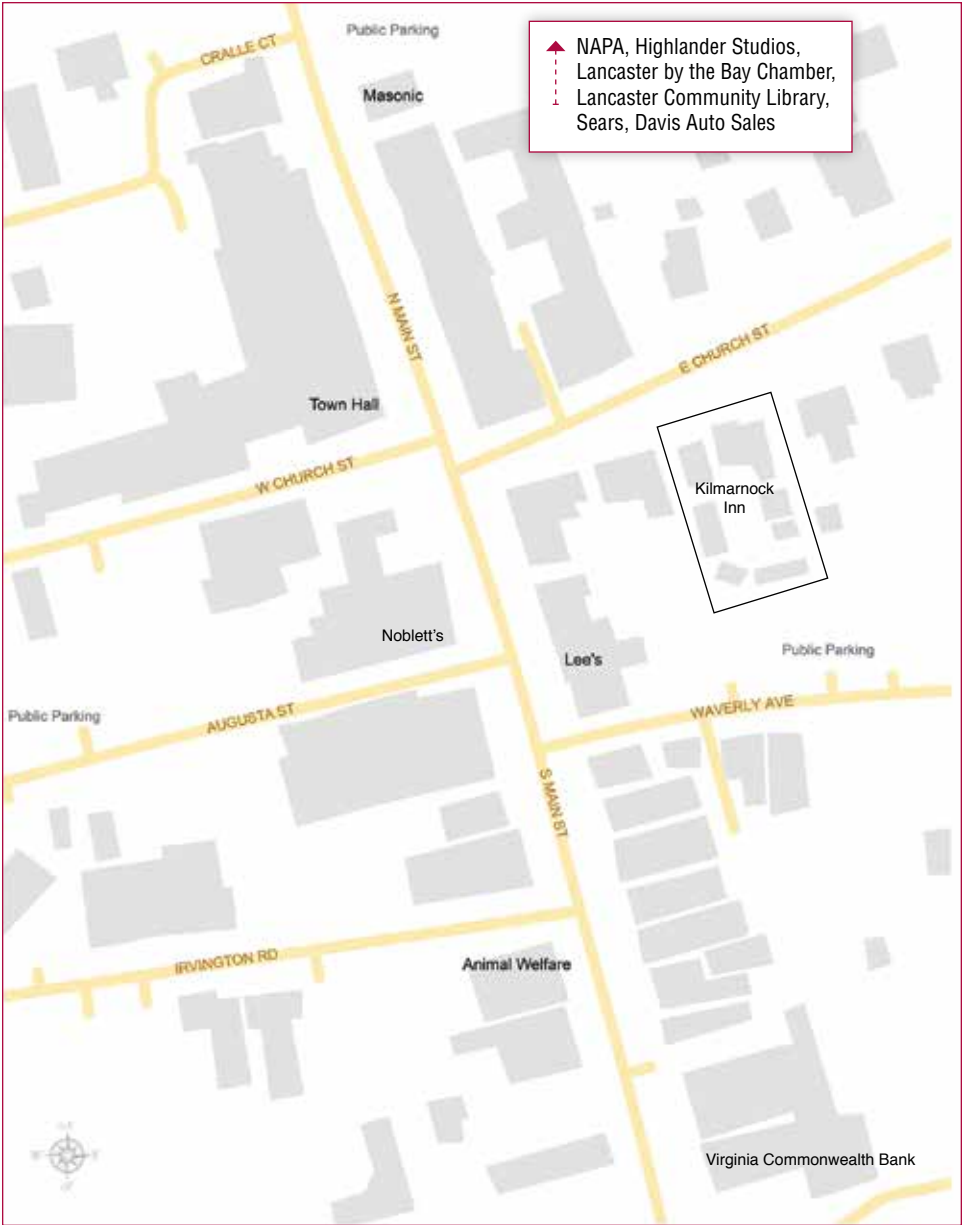 Public Parking
NAPA, Highlander Studios,
Lancaster by the Bay Chamber,
Lancaster Community Library,
Sears, Davis Auto Sales
CRALLE CT
Masonic
N MAIN ST
E CHURCH ST
Town Hall
W CHURCH ST
Kilmarnock
Inn
Noblett's
Lee's
Public Parking
Public Parking
AUGUSTA ST
WAVERLY AVE
S MAIN ST
IRVINGTON RD
Animal Welfare
Virginia Commonwealth Bank